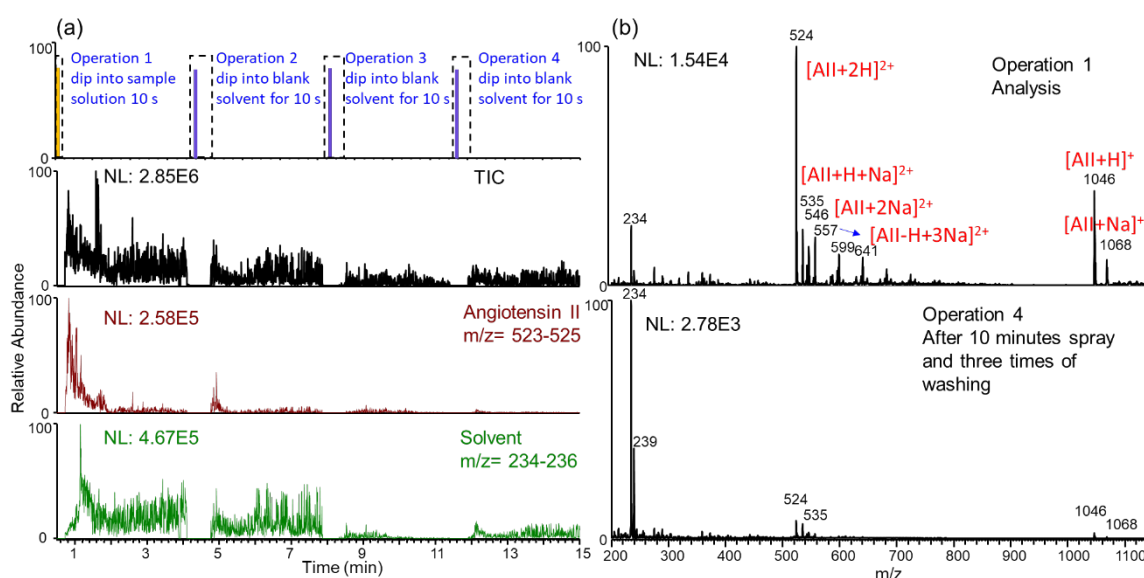 (a)
100
0
Operation 1
dip into sample
solution 10 s
Operation 2
dip into blank
solvent for 10 s
Operation 3
dip into blank
solvent for 10 s
Operation 4
dip into blank
solvent for 10 s
100
0
NL: 2.85E6
TIC
100
0
NL: 2.58E5
Angiotensin II
m/z= 523-525
100
0
NL: 4.67E5
Solvent
m/z= 234-236
Relative Abundance
1 3 5 7 9 11 13 15
Time (min)
(b)
100
0
NL: 1.54E4
Operation 1
Analysis
524
[AII+2H]²⁺
[AII+H+Na]²⁺
535
546
[AII+2Na]²⁺
557
[AII-H+3Na]²⁺
234
599
641
[AII+H]⁺
1046
[AII+Na]⁺
1068
100
0
234
NL: 2.78E3
Operation 4
After 10 minutes spray
and three times of
washing
239
524
535
1046
1068
200 300 400 500 600 700 800 900 1000 1100
m/z